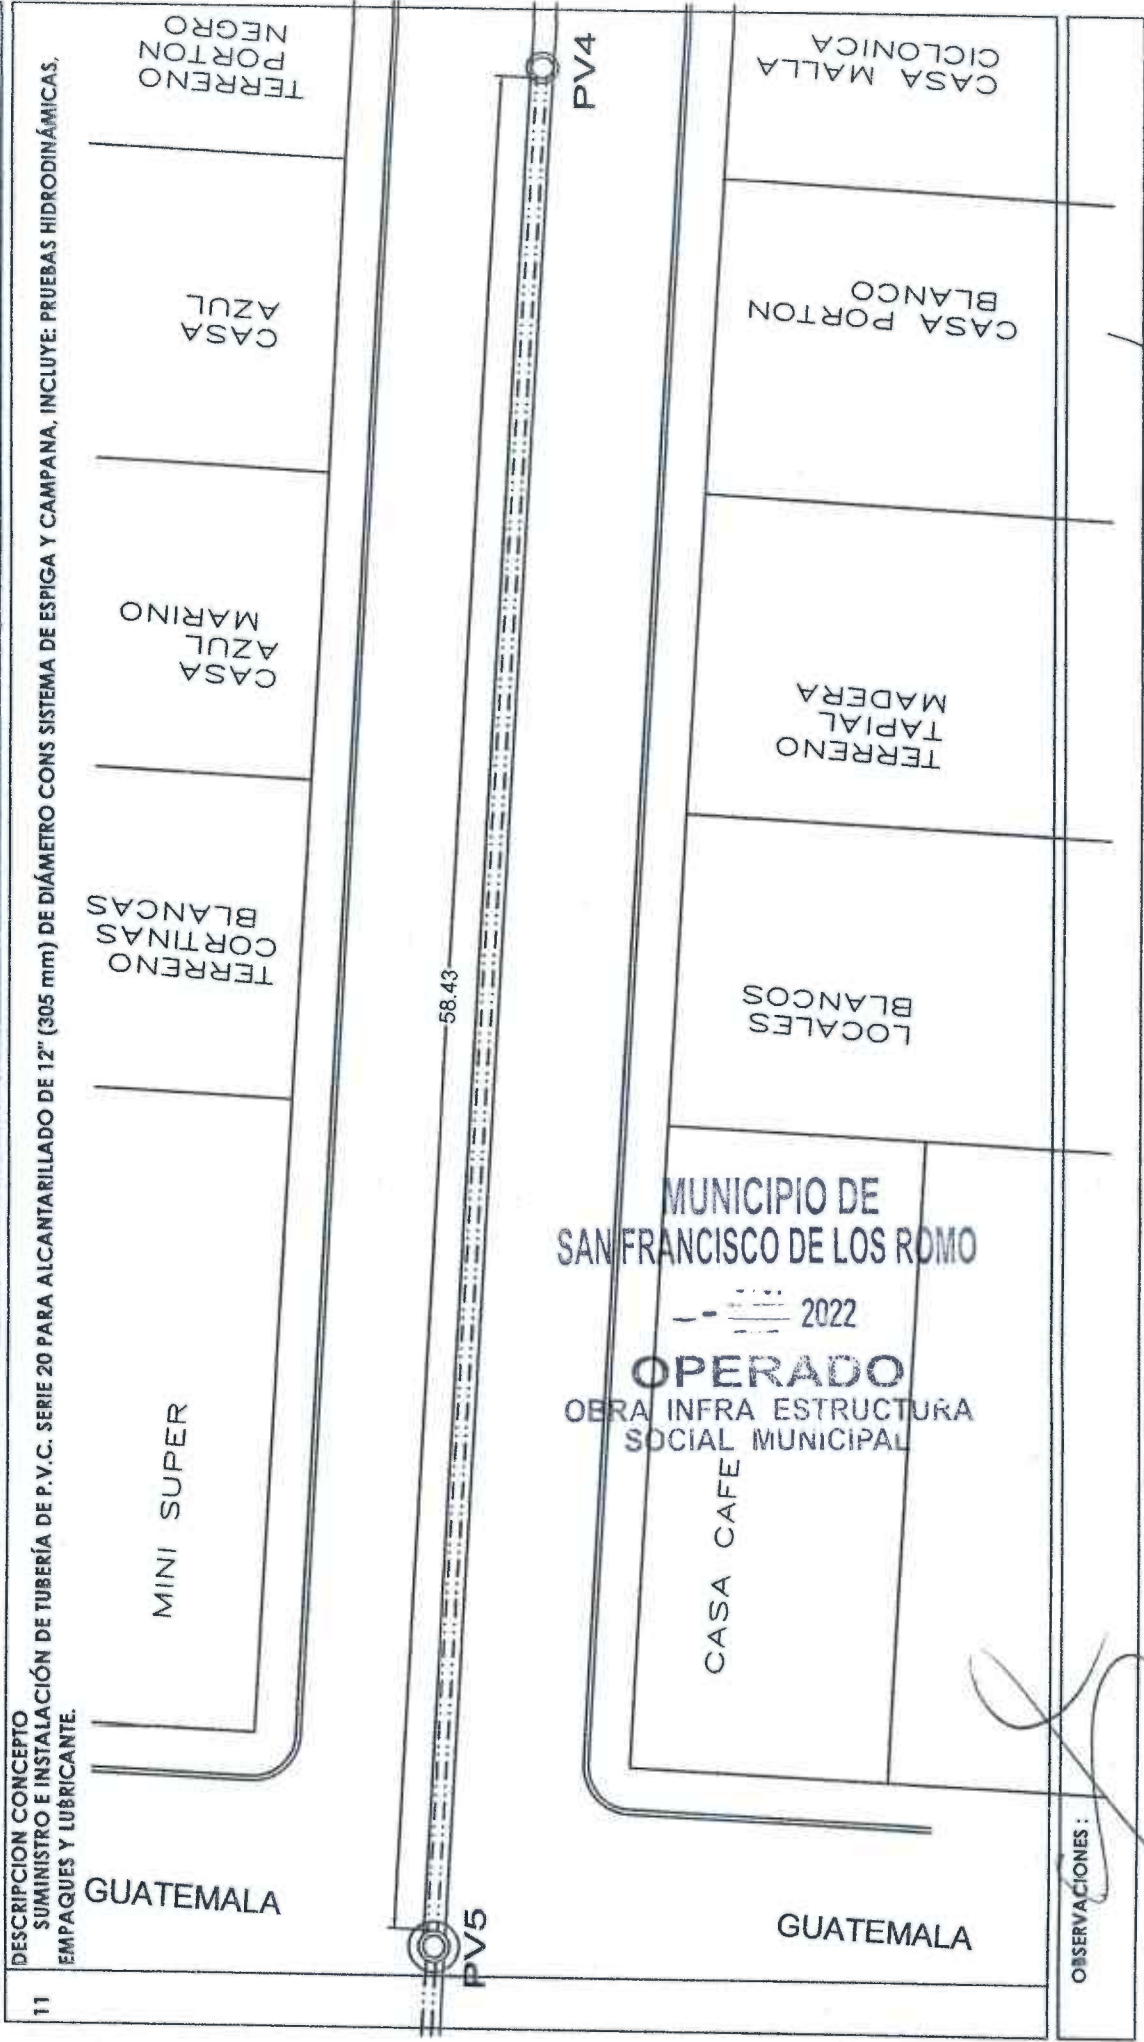 11
DESCRIPCION CONCEPTO
SUMINISTRO E INSTALACIÓN DE TUBERÍA DE P.V.C. SERIE 20 PARA ALCANTARILLADO DE 12" (305 mm) DE DIÁMETRO CONS SISTEMA DE ESPIGA Y CAMPANA, INCLUYE: PRUEBAS HIDRODINÁMICAS,
EMPAQUES Y LUBRICANTE.
GUATEMALA
MINI SUPER
TERRENO
CORTINAS
BLANCAS
CASA
AZUL
MARINO
CASA
AZUL
TERRENO
PORTON
NEGRO
58.43
PV5
PV4
GUATEMALA
CASA CAFE
LOCALES
BLANCOS
TERRENO
TAPIAL
MADERA
CASA PORTON
BLANCO
CASA MALLA
CICLONICA
MUNICIPIO DE
SAN FRANCISCO DE LOS ROMO
2022
OPERADO
OBRA INFRA ESTRUCTURA
SOCIAL MUNICIPAL
OBSERVACIONES :